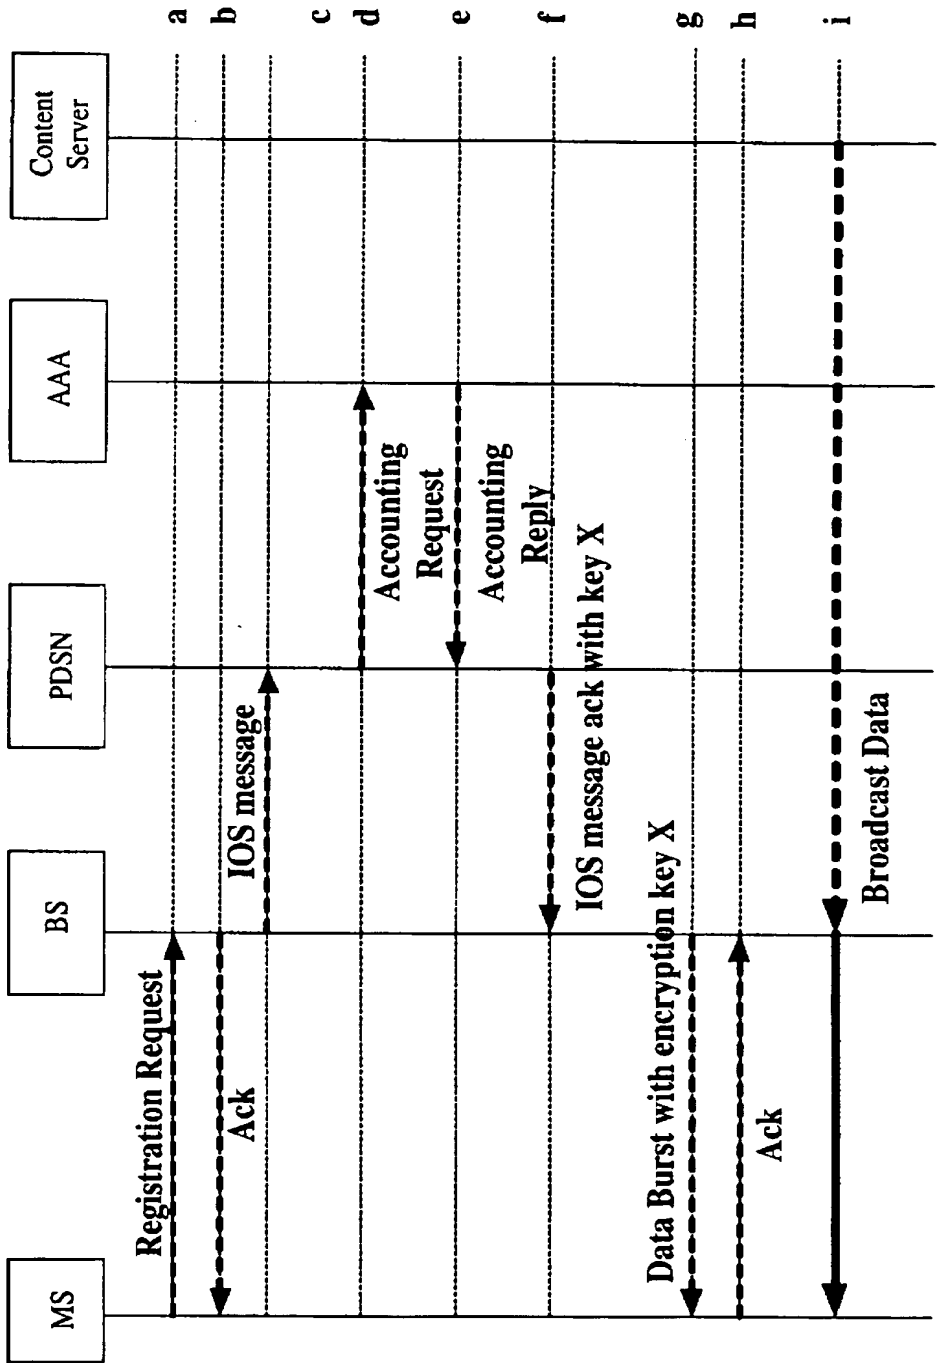 MS
BS
PDSN
AAA
Content
Server
Registration Request
a
Ack
b
IOS message
c
Accounting
Request
d
Accounting
Reply
e
IOS message ack with key X
f
Data Burst with encryption key X
g
Ack
h
Broadcast Data
i